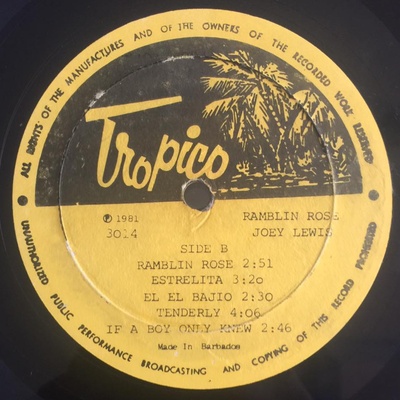 ALL RIGHTS OF THE MANUFACTURES AND OF THE OWNERS OF THE RECORDED WORK RESERVED
Tropico
℗ 1981
RAMBLIN ROSE
3014
JOEY LEWIS
SIDE B
RAMBLIN ROSE 2:51
ESTRELITA 3:20
EL EL BAJIO 2:30
TENDERLY 4:06
IF A BOY ONLY KNEW 2:46
Made In Barbados
UNAUTHORIZED PUBLIC PERFORMANCE BROADCASTING AND COPYING OF THIS RECORD PROHIBITED